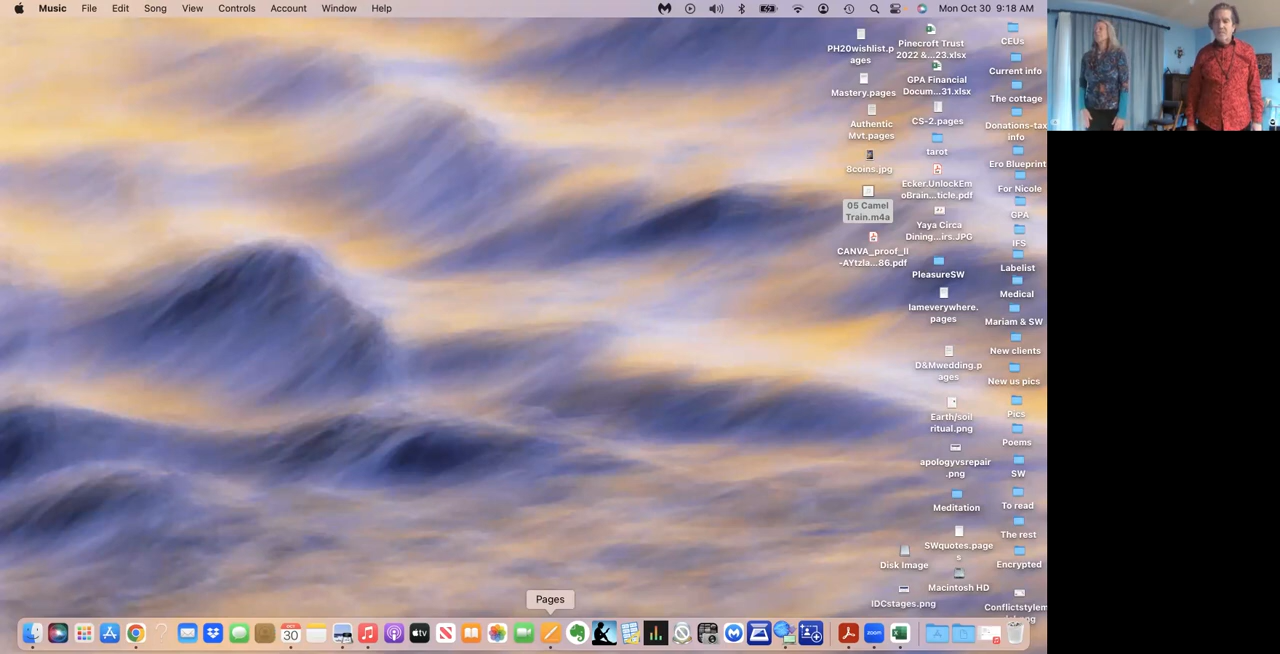 Music File Edit Song View Controls Account Window Help
Mon Oct 30 9:18 AM
PH20wishlist.p
ages
Mastery.pages
Authentic
Mvt.pages
8coins.jpg
05 Camel
Train.m4a
CANVA_proof_II
-AYtzla...86.pdf
Pinecroft Trust
2022 &...23.xlsx
GPA Financial
Docum...31.xlsx
CS-2.pages
tarot
Ecker.UnlockEm
oBrain...ticle.pdf
Yaya Circa
Dining...irs.JPG
PleasureSW
Iameverywhere.
pages
D&Mwedding.p
ages
Earth/soil
ritual.png
apologyvsrepair
.png
Meditation
SWquotes.page
s
Disk Image
Macintosh HD
IDCstages.png
CEUs
Current info
The cottage
Donations-tax
info
Ero Blueprint
For Nicole
GPA
IFS
Labelist
Medical
Mariam & SW
New clients
New us pics
Pics
Poems
SW
To read
The rest
Encrypted
Conflictstylem
Pages
OCT
30
tv
zoom